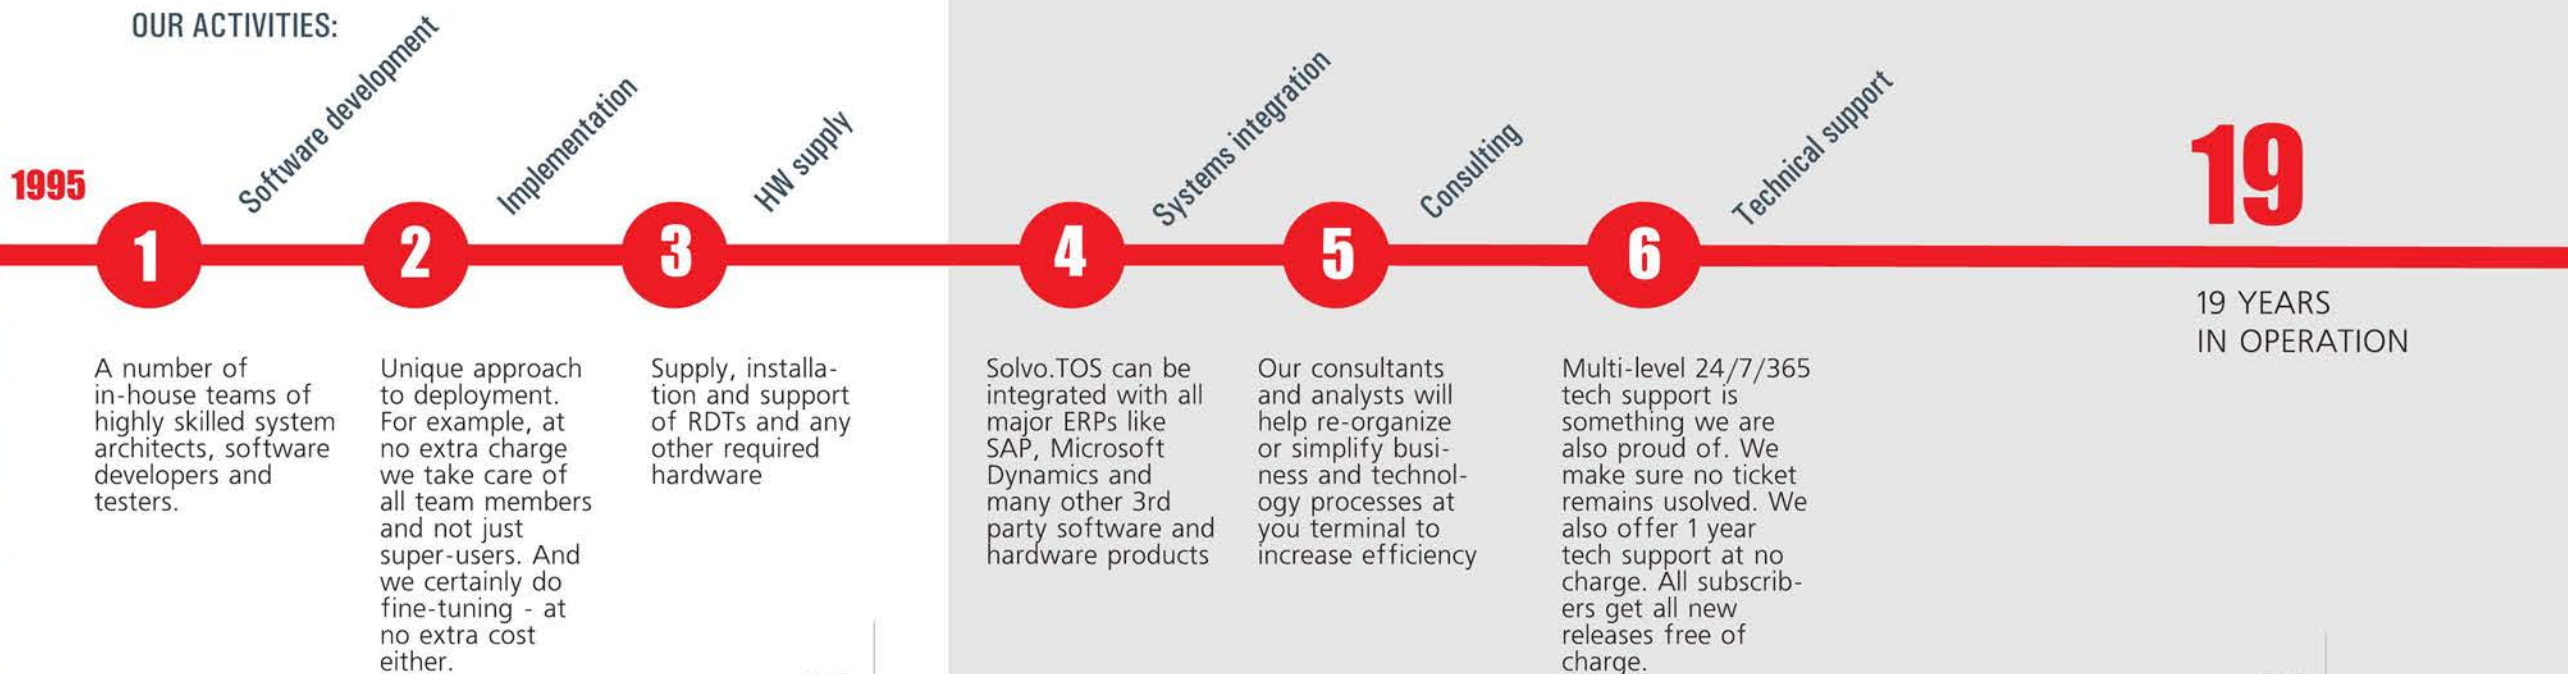 OUR ACTIVITIES:
1995
Software development
Implementation
HW supply
Systems integration
Consulting
Technical support
19
1
2
3
4
5
6
19 YEARS
IN OPERATION
A number of
in-house teams of
highly skilled system
architects, software
developers and
testers.
Unique approach
to deployment.
For example, at
no extra charge
we take care of
all team members
and not just
super-users. And
we certainly do
fine-tuning - at
no extra cost
either.
Supply, installa-
tion and support
of RDTs and any
other required
hardware
Solvo.TOS can be
integrated with all
major ERPs like
SAP, Microsoft
Dynamics and
many other 3rd
party software and
hardware products
Our consultants
and analysts will
help re-organize
or simplify busi-
ness and technol-
ogy processes at
you terminal to
increase efficiency
Multi-level 24/7/365
tech support is
something we are
also proud of. We
make sure no ticket
remains usolved. We
also offer 1 year
tech support at no
charge. All subscrib-
ers get all new
releases free of
charge.